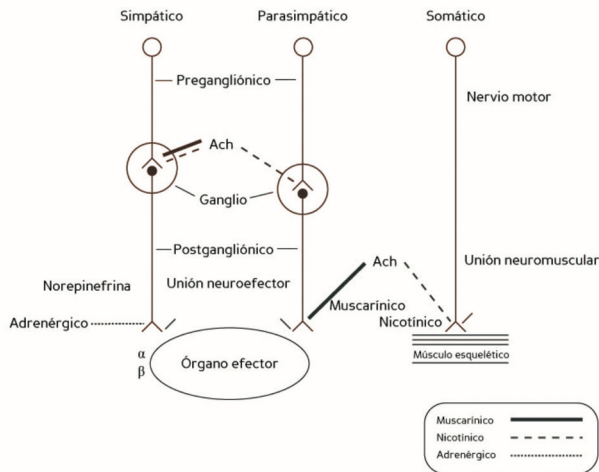 Simpático Parasimpático Somático
Pregangliónico
Nervio motor
Ach
Ganglio
Postgangliónico
Ach
Unión neuromuscular
Norepinefrina
Unión neuroefector
Muscarínico
Adrenérgico
Nicotínico
α
β
Órgano efector
Músculo esquelético
Muscarínico
Nicotínico
Adrenérgico